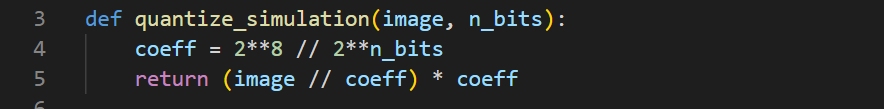 3 def quantize_simulation(image, n_bits):
4     coeff = 2**8 // 2**n_bits
5     return (image // coeff) * coeff
6